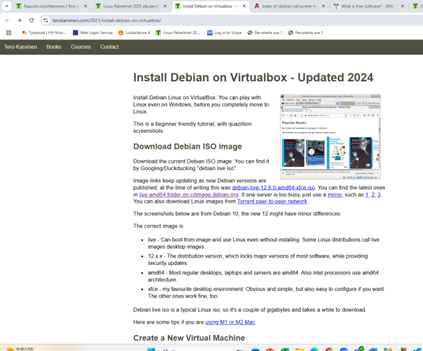 Raportin kirjoittaminen | Tero K
Linux Palvelimet 2025 alkukev
Install Debian on Virtualbox -
Index of /debian-cd/current-l
What is Free Software? -
terokarvinen.com/2021/install-debian-on-virtualbox/
Web Login Service
Lukkarikone 4
Linux Palvelimet 20...
Log in to Vispa
Perustietoa osa 1
Perustietoa osa 2
Tero Karvinen Books Courses Contact
Install Debian on Virtualbox - Updated 2024
Install Debian Linux on VirtualBox. You can play with
Linux even on Windows, before you completely move to
Linux.
This is a beginner friendly tutorial, with quazillion
screenshots.
Download Debian ISO image
Download the current Debian ISO image. You can find it
by Googling/Duckducking "debian live iso".
Image links keep updating as new Debian versions are
published, at the time of writing this was debian-live-12.6.0-amd64-xfce.iso. You can find the latest ones
in live amd64 folder on cdimage.debian.org. If one server is too busy, just use a mirror, such as 1, 2, 3.
You can also download Linux images from Torrent peer-to-peer network.
The screenshots below are from Debian 10, the new 12 might have minor differences.
The correct image is
• live - Can boot from image and use Linux even without installing. Some Linux distributions call live
images desktop images.
• 12.x.x - The distribution version, which locks major versions of most software, while providing
security updates.
• amd64 - Most regular desktops, laptops and servers are amd64. Also Intel processors use amd64
architecture.
• xfce - my favourite desktop environment. Obvious and simple, but also easy to configure if you want.
The other ones work fine, too.
Debian live iso is a typical Linux iso, so it's a couple of gigabytes and takes a while to download.
Here are some tips if you are using M1 or M2 Mac.
Create a New Virtual Machine
EUR/USD